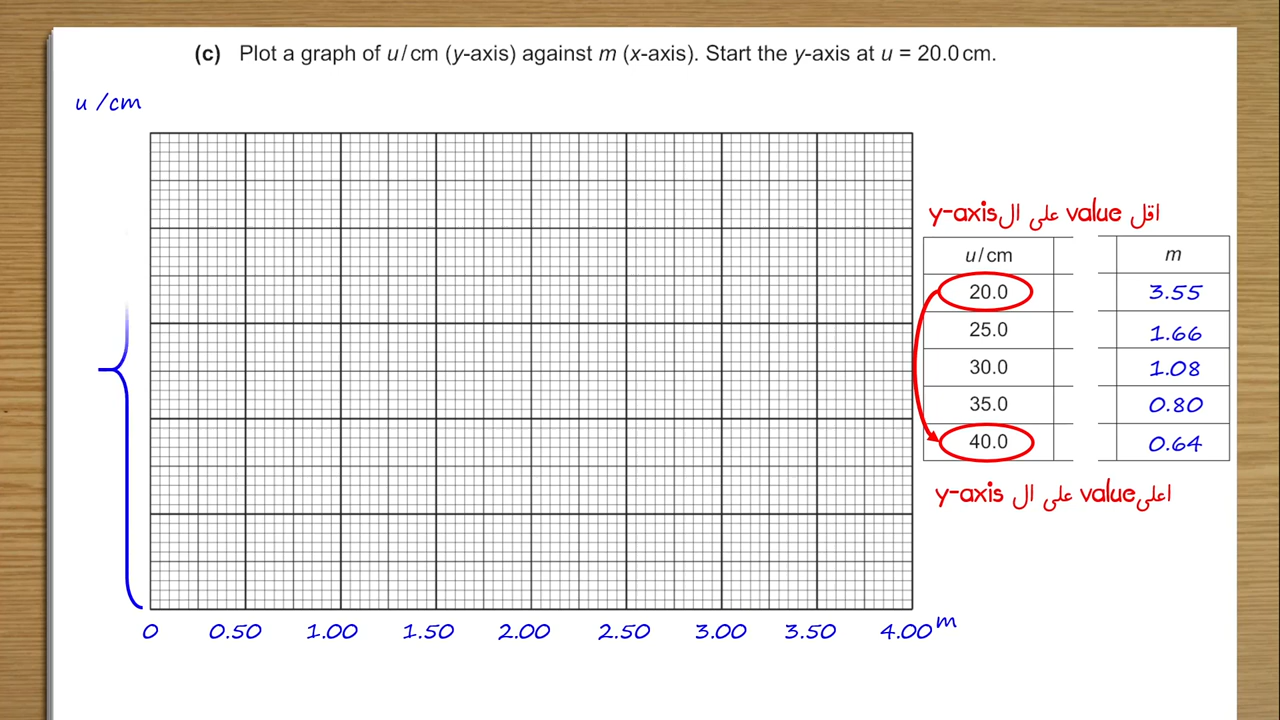 (c) Plot a graph of u/cm (y-axis) against m (x-axis). Start the y-axis at u = 20.0 cm.
u /cm
اقل value على ال y-axis
u/cm m
20.0 3.55
25.0 1.66
30.0 1.08
35.0 0.80
40.0 0.64
اعلى value على ال y-axis
0 0.50 1.00 1.50 2.00 2.50 3.00 3.50 4.00 m